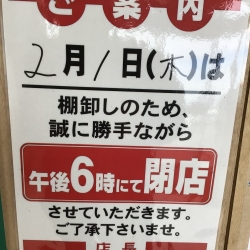 ご案内
2月1日(木)は
棚卸しのため、
誠に勝手ながら
午後6時にて閉店
させていただきます。
ご了承下さいませ。
店長